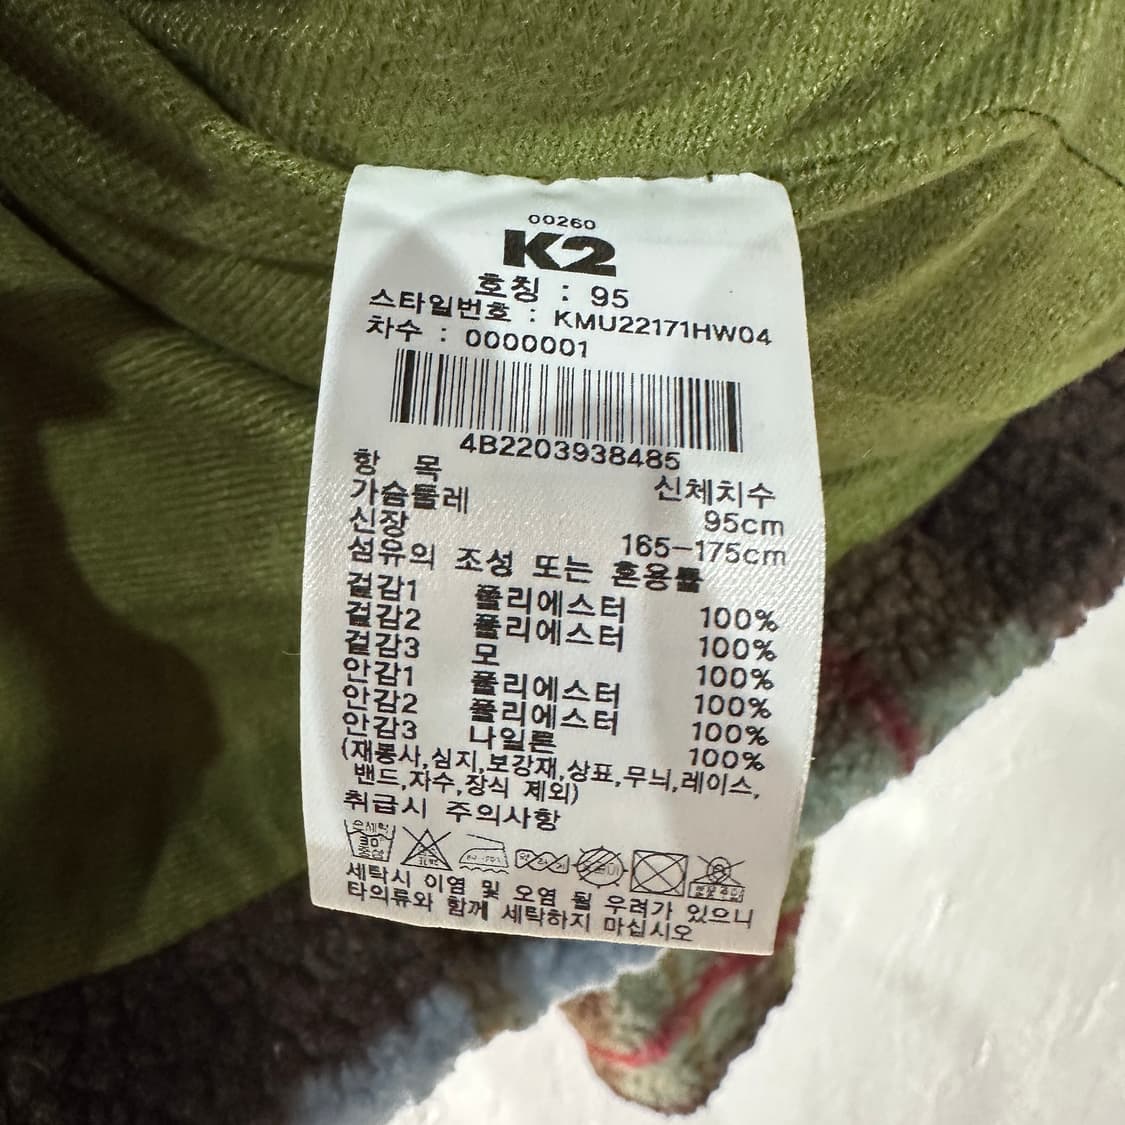 00260
K2
호칭 : 95
스타일번호 : KMU22171HW04
차수 : 0000001
4B2203938485
항 목 신체치수
가슴둘레 95cm
신장 165-175cm
섬유의 조성 또는 혼용률
겉감1 폴리에스터 100%
겉감2 폴리에스터 100%
겉감3 모 100%
안감1 폴리에스터 100%
안감2 폴리에스터 100%
안감3 나일론 100%
(재봉사,심지,보강재,상표,무늬,레이스,
밴드,자수,장식 제외)
취급시 주의사항
손세탁
30°
중성
세탁시 이염 및 오염 될 우려가 있으니
타의류와 함께 세탁하지 마십시오